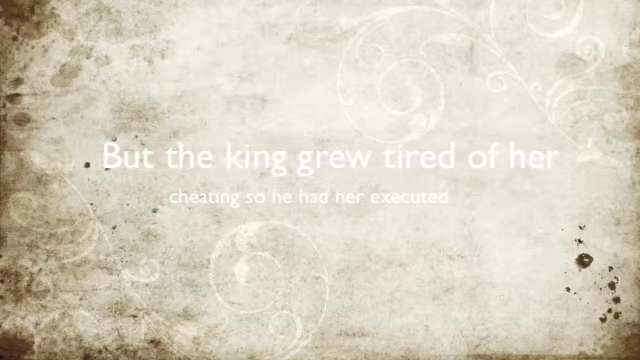 But the king grew tired of her
cheating so he had her executed